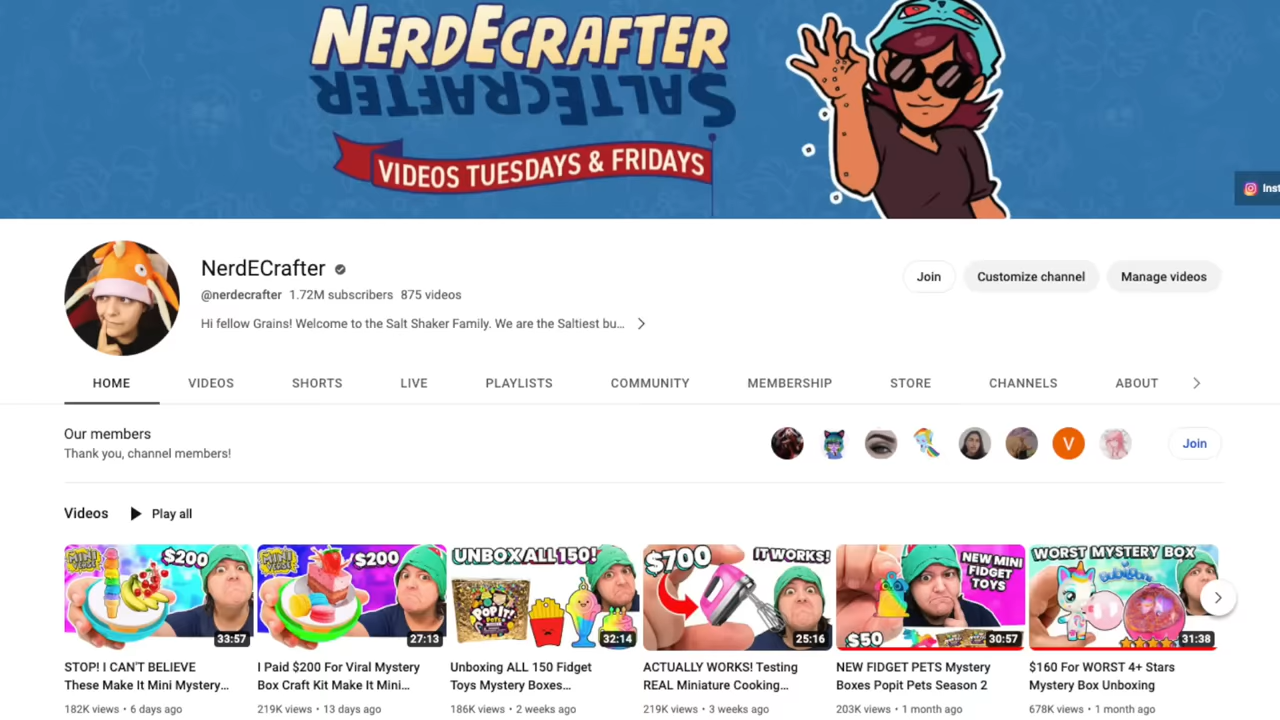 NERDECRAFTER
SALTECRAFTER
VIDEOS TUESDAYS & FRIDAYS
Inst
NerdECrafter
@nerdecrafter 1.72M subscribers 875 videos
Hi fellow Grains! Welcome to the Salt Shaker Family. We are the Saltiest bu...
Join
Customize channel
Manage videos
HOME
VIDEOS
SHORTS
LIVE
PLAYLISTS
COMMUNITY
MEMBERSHIP
STORE
CHANNELS
ABOUT
Our members
Thank you, channel members!
V
Join
Videos
Play all
MINI VERSE
$200
33:57
MINI VERSE
$200
27:13
UNBOX ALL 150!
POP IT!
PETS
32:14
$700
IT WORKS!
25:16
NEW MINI
FIDGET
TOYS
$50
30:57
WORST MYSTERY BOX
31:38
STOP! I CAN'T BELIEVE
These Make It Mini Mystery...
182K views • 6 days ago
I Paid $200 For Viral Mystery
Box Craft Kit Make It Mini...
219K views • 13 days ago
Unboxing ALL 150 Fidget
Toys Mystery Boxes...
186K views • 2 weeks ago
ACTUALLY WORKS! Testing
REAL Miniature Cooking...
219K views • 3 weeks ago
NEW FIDGET PETS Mystery
Boxes Popit Pets Season 2
203K views • 1 month ago
$160 For WORST 4+ Stars
Mystery Box Unboxing
678K views • 1 month ago